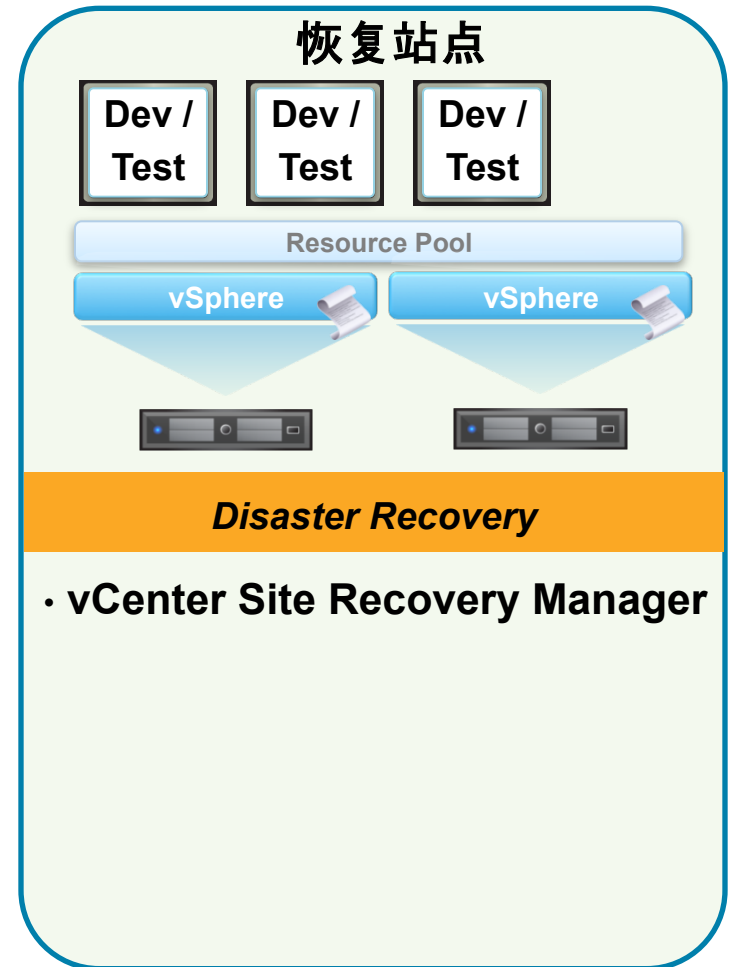 恢复站点
Dev / Test
Dev / Test
Dev / Test
Resource Pool
vSphere
vSphere
Disaster Recovery
· vCenter Site Recovery Manager